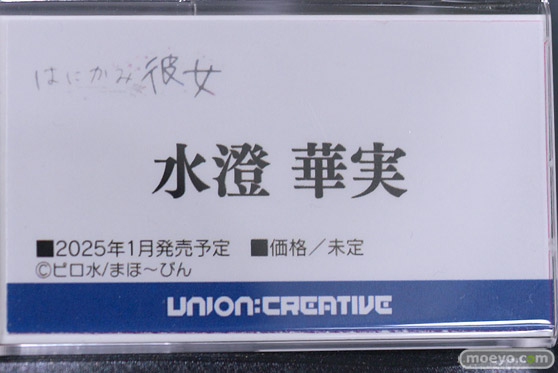 はにかみ彼女
水澄 華実
■2025年1月発売予定 ■価格／未定
©ピロ水/まほ～びん
UNION:CREATIVE
moeyo.com